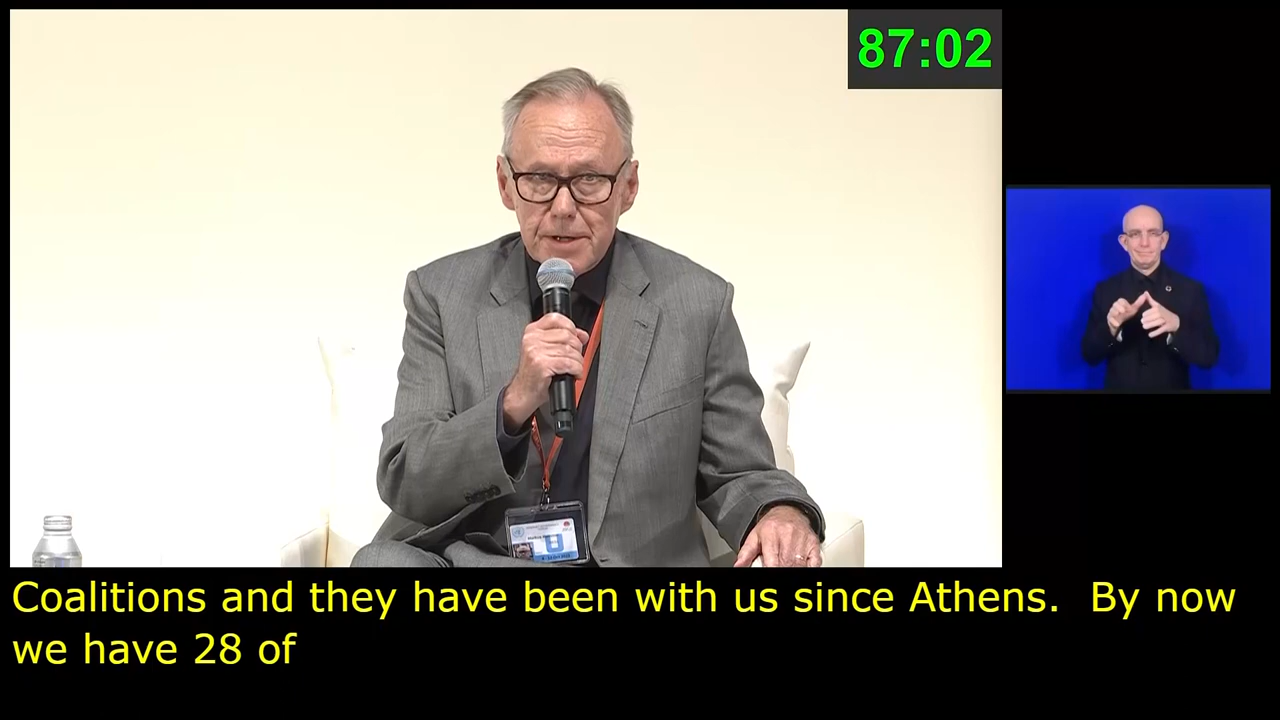 87:02
Coalitions and they have been with us since Athens.  By now
we have 28 of